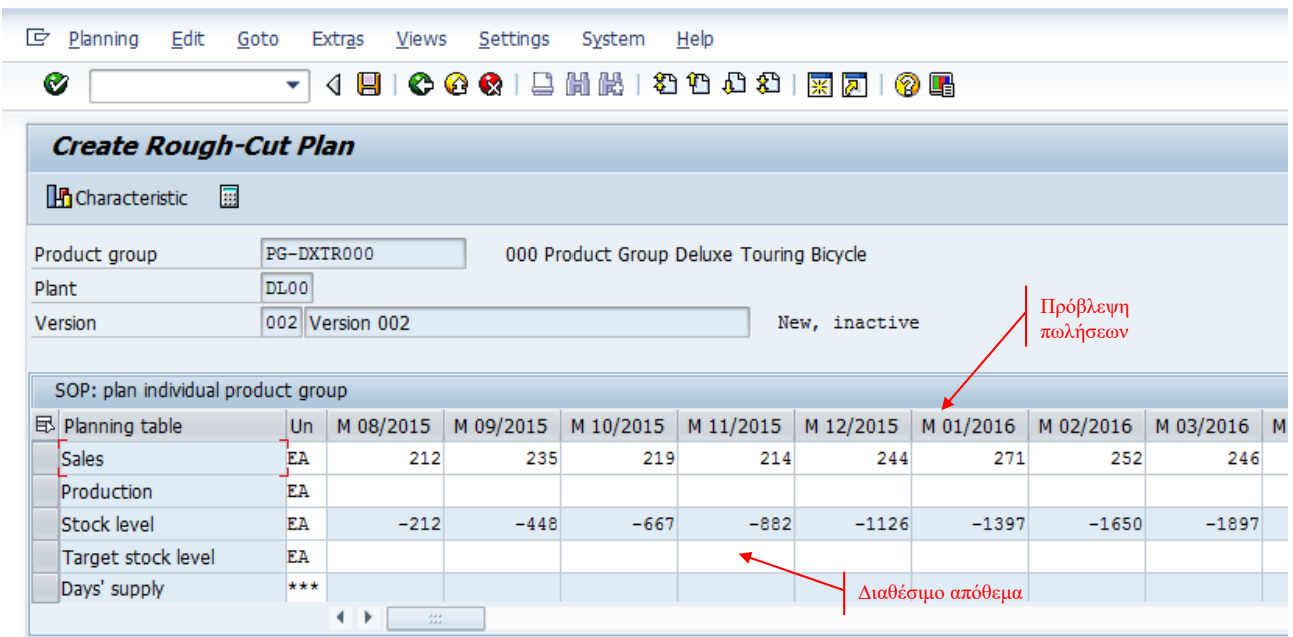 Planning Edit Goto Extras Views Settings System Help
Create Rough-Cut Plan
Characteristic
Product group PG-DXTR000 000 Product Group Deluxe Touring Bicycle
Plant DL00
Version 002 Version 002 New, inactive
Πρόβλεψη
πωλήσεων
SOP: plan individual product group
Planning table Un M 08/2015 M 09/2015 M 10/2015 M 11/2015 M 12/2015 M 01/2016 M 02/2016 M 03/2016 M
Sales EA 212 235 219 214 244 271 252 246
Production EA
Stock level EA -212 -448 -667 -882 -1126 -1397 -1650 -1897
Target stock level EA
Days' supply ***
Διαθέσιμο απόθεμα